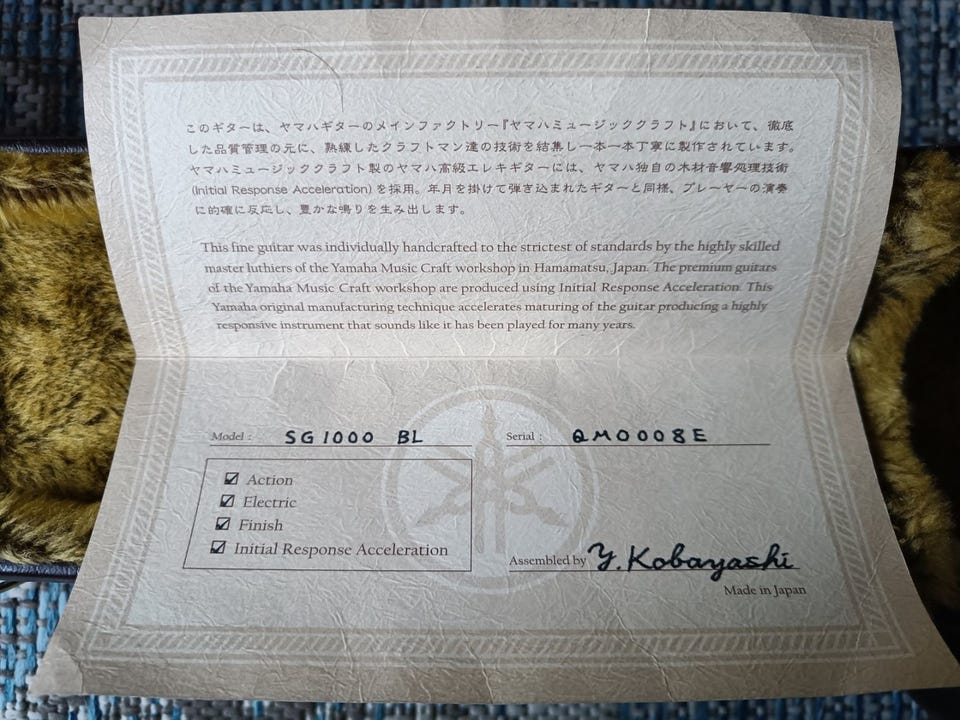 このギターは、ヤマハギターのメインファクトリー『ヤマハミュージッククラフト』において、徹底
した品質管理の元に、熟練したクラフトマン達の技術を結集し一本一本丁寧に製作されています。
ヤマハミュージッククラフト製のヤマハ高級エレキギターには、ヤマハ独自の木材音響処理技術
(Initial Response Acceleration) を採用。年月を掛けて弾き込まれたギターと同様、プレーヤーの演奏
に的確に反応し、豊かな鳴りを生み出します。
This fine guitar was individually handcrafted to the strictest of standards by the highly skilled
master luthiers of the Yamaha Music Craft workshop in Hamamatsu, Japan. The premium guitars
of the Yamaha Music Craft workshop are produced using Initial Response Acceleration. This
Yamaha original manufacturing technique accelerates maturing of the guitar producing a highly
responsive instrument that sounds like it has been played for many years.
Model : SG1000 BL Serial : QMO008E
Action
Electric
Finish
Initial Response Acceleration
Assembled by Y. Kobayashi
Made in Japan